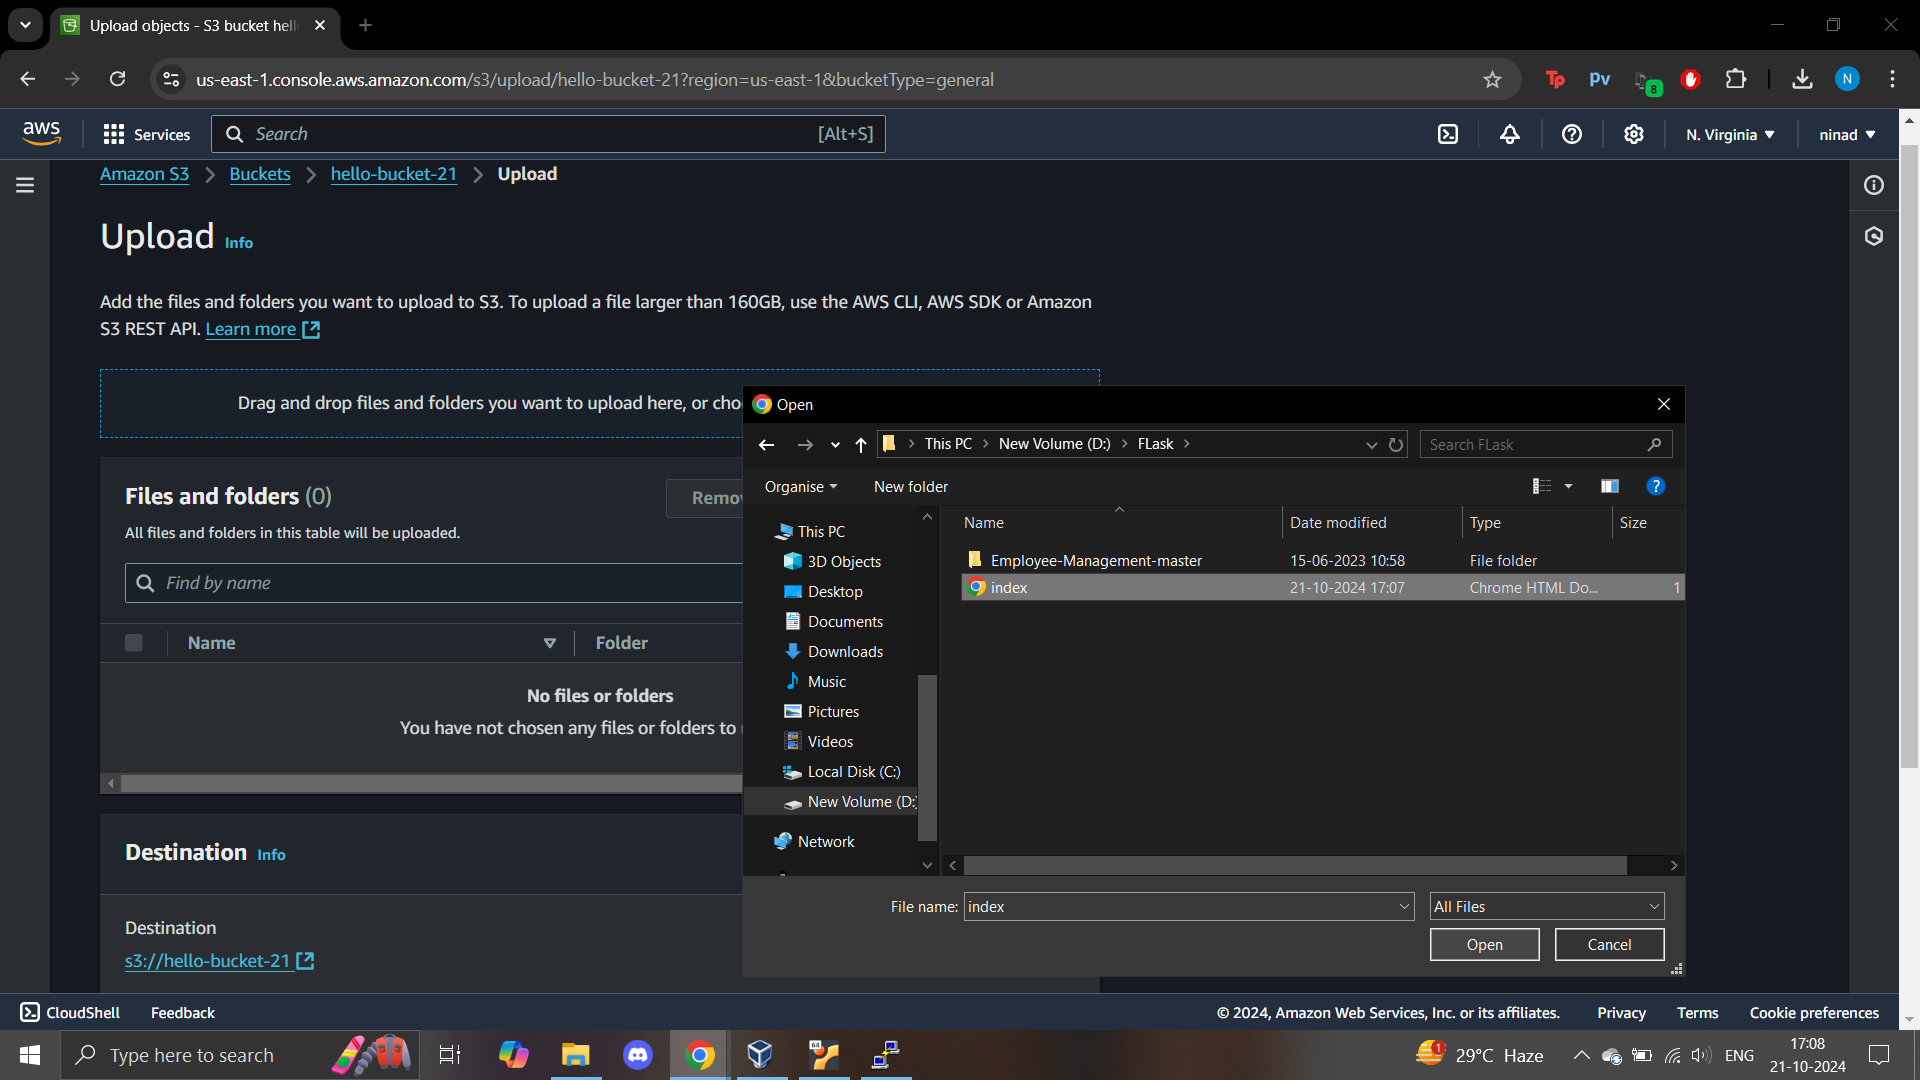 Upload objects - S3 bucket hell
us-east-1.console.aws.amazon.com/s3/upload/hello-bucket-21?region=us-east-1&bucketType=general
Tp
pv
8
N
aws
Services
Search
[Alt+S]
N. Virginia
ninad
Amazon S3
Buckets
hello-bucket-21
Upload
Upload Info
Add the files and folders you want to upload to S3. To upload a file larger than 160GB, use the AWS CLI, AWS SDK or Amazon
S3 REST API. Learn more
Drag and drop files and folders you want to upload here, or cho
Files and folders (0)
Remov
All files and folders in this table will be uploaded.
Find by name
Name
Folder
No files or folders
You have not chosen any files or folders to
Destination Info
Destination
s3://hello-bucket-21
Open
This PC
New Volume (D:)
FLask
Search FLask
Organise
New folder
?
This PC
3D Objects
Desktop
Documents
Downloads
Music
Pictures
Videos
Local Disk (C:)
New Volume (D:)
Network
Name
Date modified
Type
Size
Employee-Management-master
15-06-2023 10:58
File folder
index
21-10-2024 17:07
Chrome HTML Do...
1
File name:
index
All Files
Open
Cancel
CloudShell
Feedback
© 2024, Amazon Web Services, Inc. or its affiliates.
Privacy
Terms
Cookie preferences
Type here to search
64
1
29°C Haze
ENG
17:08
21-10-2024